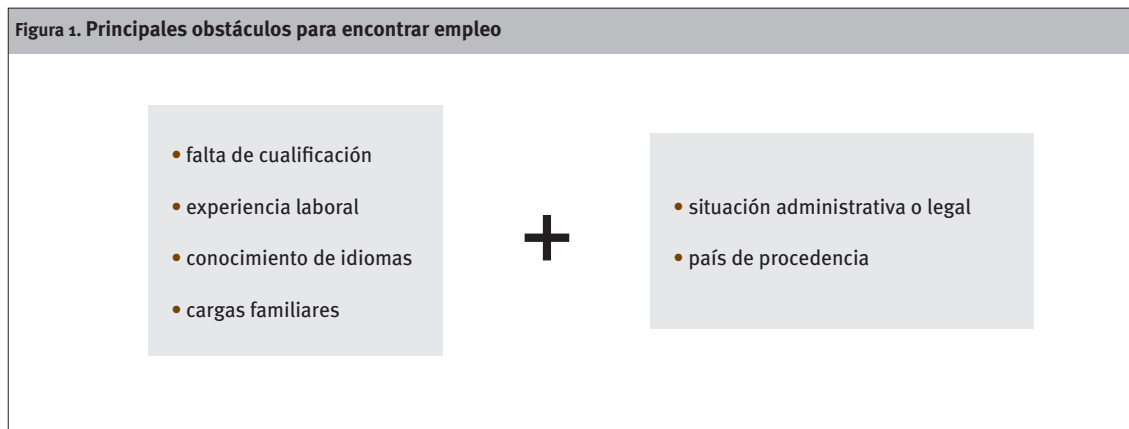 Figura 1. Principales obstáculos para encontrar empleo
• falta de cualificación
• experiencia laboral
• conocimiento de idiomas
• cargas familiares
+
• situación administrativa o legal
• país de procedencia